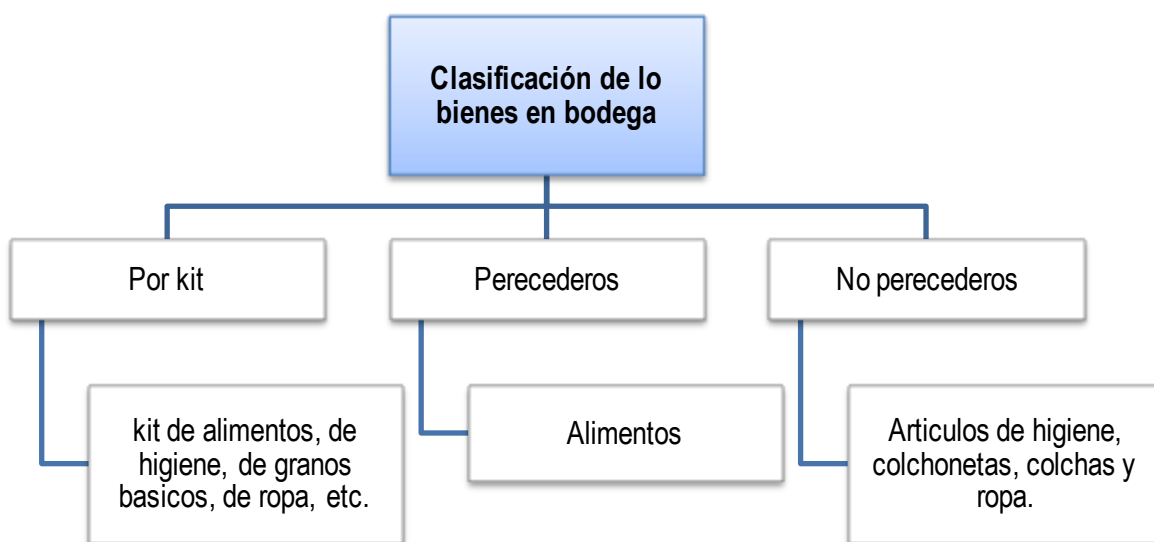 Clasificación de lo
bienes en bodega
Por kit
Perecederos
No perecederos
kit de alimentos, de
higiene, de granos
basicos, de ropa, etc.
Alimentos
Articulos de higiene,
colchonetas, colchas y
ropa.